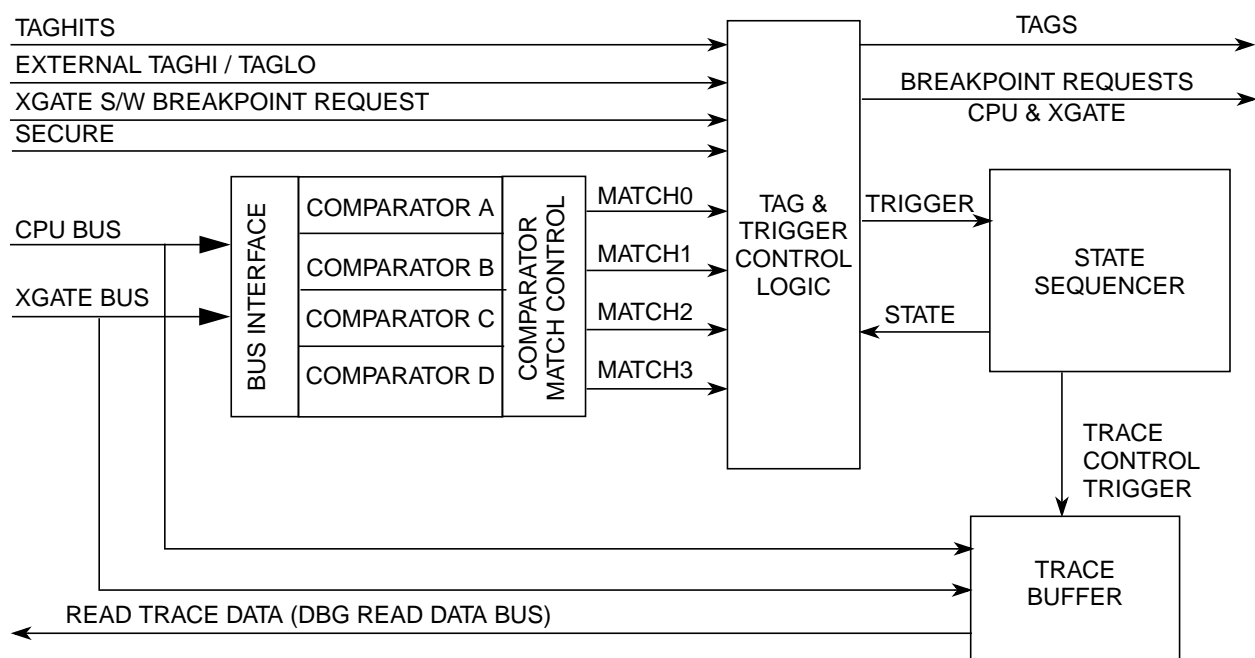 TAGHITS
EXTERNAL TAGHI / TAGLO
XGATE S/W BREAKPOINT REQUEST
SECURE
TAGS
BREAKPOINT REQUESTS
CPU & XGATE
CPU BUS
XGATE BUS
BUS INTERFACE
COMPARATOR A
COMPARATOR B
COMPARATOR C
COMPARATOR D
COMPARATOR
MATCH CONTROL
MATCH0
MATCH1
MATCH2
MATCH3
TAG &
TRIGGER
CONTROL
LOGIC
TRIGGER
STATE
STATE
SEQUENCER
TRACE
CONTROL
TRIGGER
TRACE
BUFFER
READ TRACE DATA (DBG READ DATA BUS)